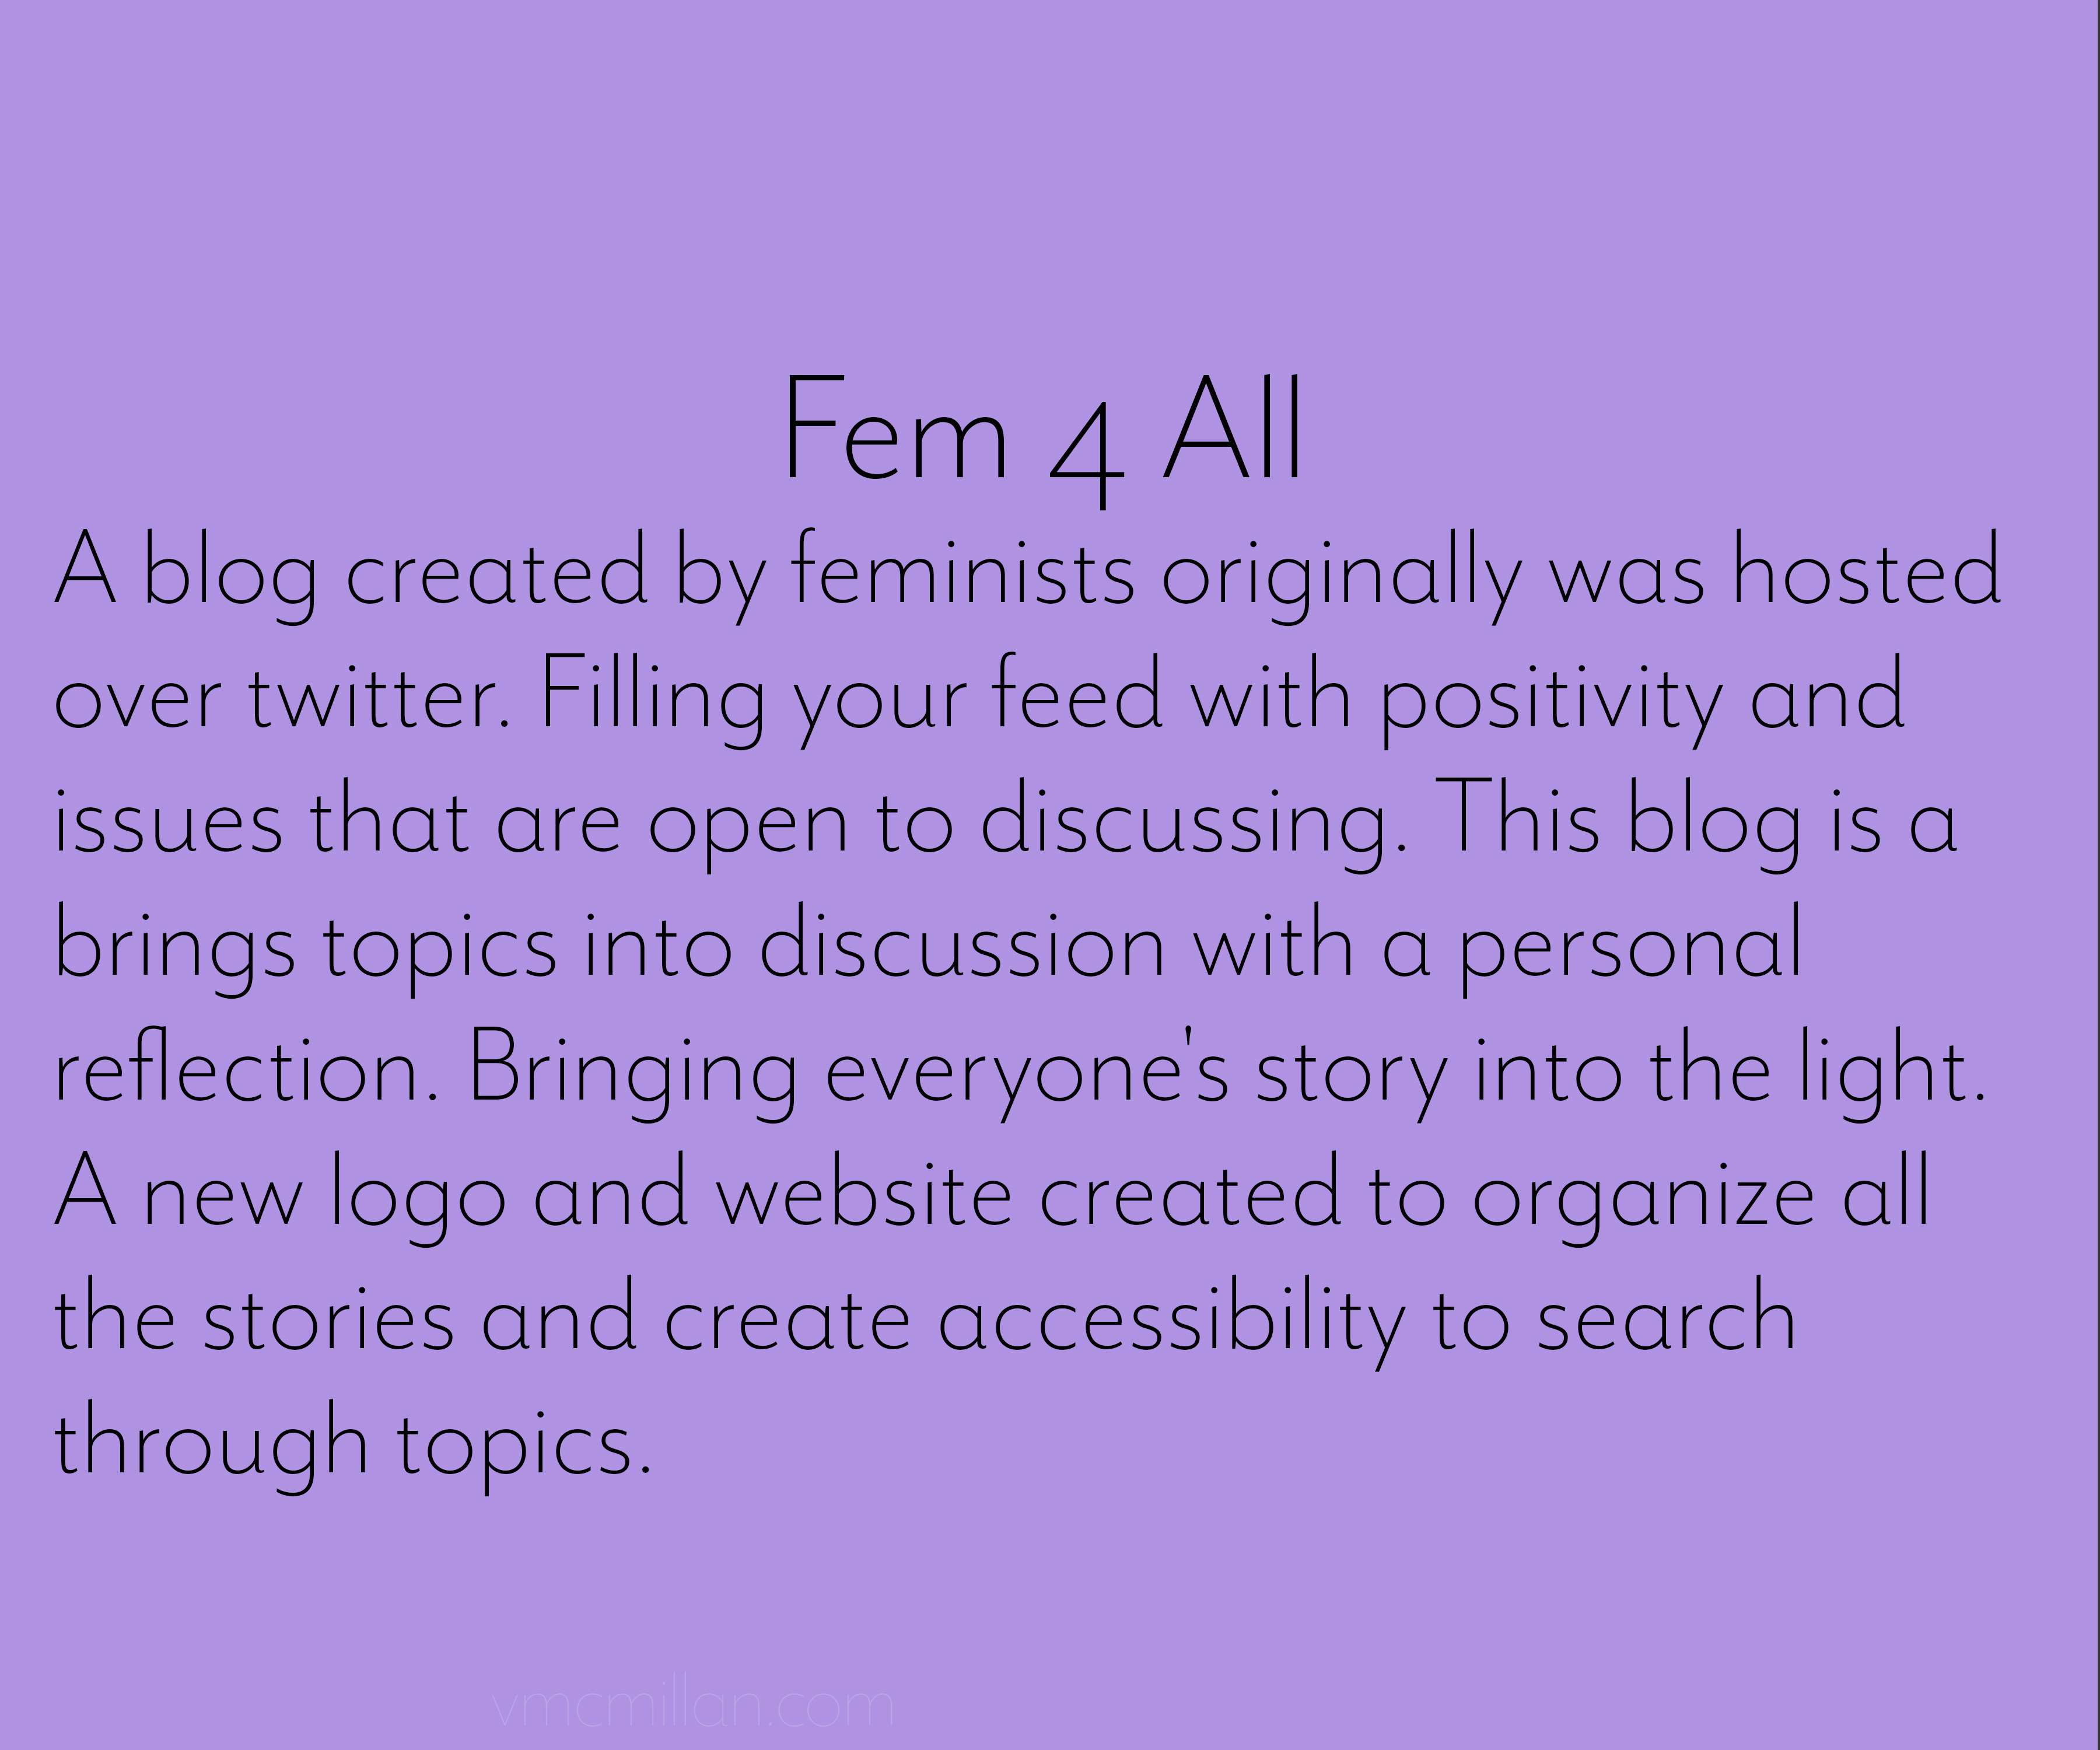 Fem 4 All
A blog created by feminists originally was hosted
over twitter. Filling your feed with positivity and
issues that are open to discussing. This blog is a
brings topics into discussion with a personal
reflection. Bringing everyone's story into the light.
A new logo and website created to organize all
the stories and create accessibility to search
through topics.
vmcmillan.com